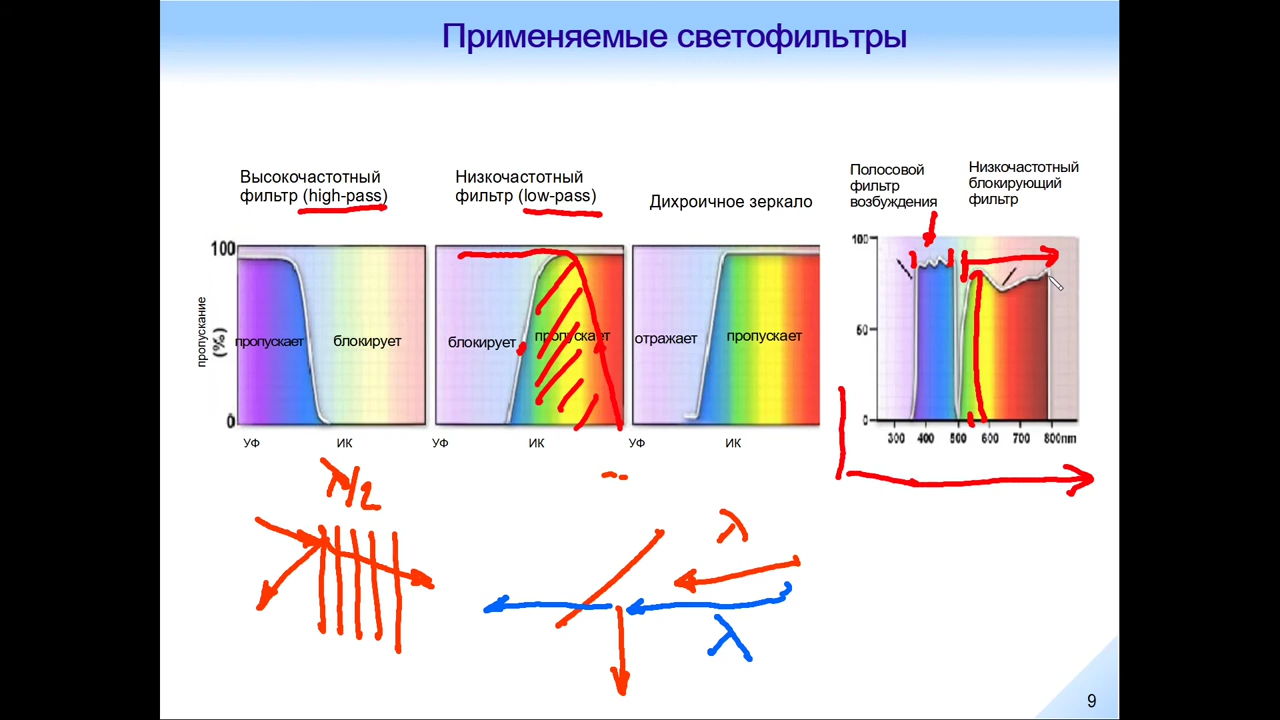 Применяемые светофильтры
Высокочастотный
фильтр (high-pass)
Низкочастотный
фильтр (low-pass)
Дихроичное зеркало
Полосовой
фильтр
возбуждения
Низкочастотный
блокирующий
фильтр
пропускание
(%)
100
0
пропускает
блокирует
блокирует
пропускает
отражает
пропускает
УФ
ИК
УФ
ИК
УФ
ИК
100
50
0
300 400 500 600 700 800nm
λ/2
λ
λ
9